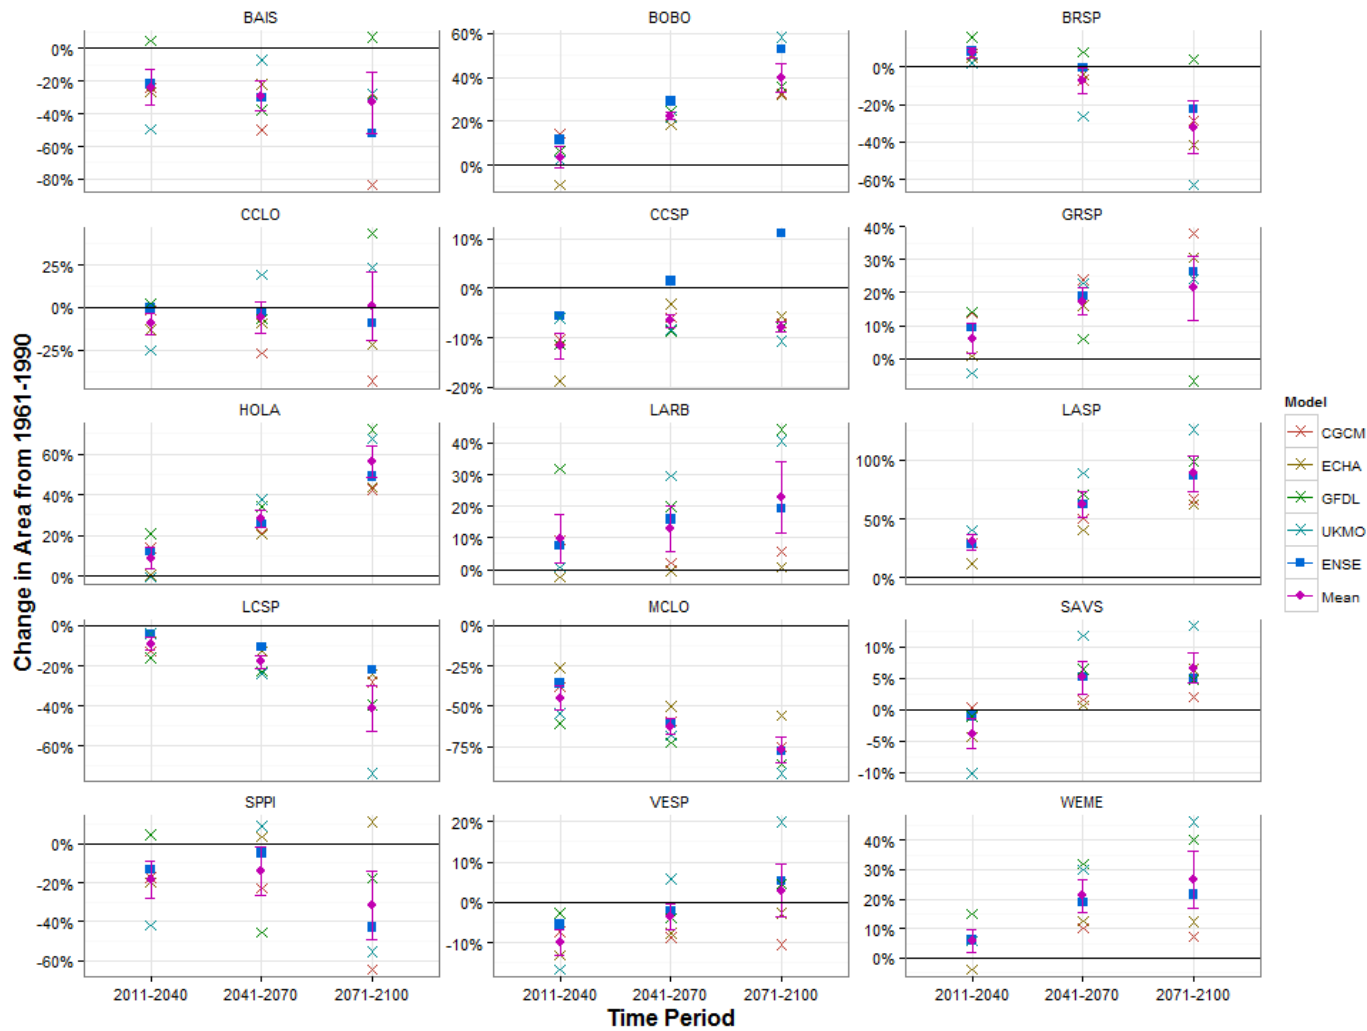 BAIS
BOBO
BRSP
0%
-20%
-40%
-60%
-80%
60%
40%
20%
0%
0%
-20%
-40%
-60%
CCLO
CCSP
GRSP
25%
0%
-25%
10%
0%
-10%
-20%
40%
30%
20%
10%
0%
HOLA
LARB
LASP
60%
40%
20%
0%
40%
30%
20%
10%
0%
100%
50%
0%
LCSP
MCLO
SAVS
0%
-20%
-40%
-60%
0%
-25%
-50%
-75%
10%
5%
0%
-5%
-10%
SPPI
VESP
WEME
0%
-20%
-40%
-60%
20%
10%
0%
-10%
40%
30%
20%
10%
0%
2011-2040 2041-2070 2071-2100
2011-2040 2041-2070 2071-2100
2011-2040 2041-2070 2071-2100
Time Period
Change in Area from 1961-1990
Model
CGCM
ECHA
GFDL
UKMO
ENSE
Mean